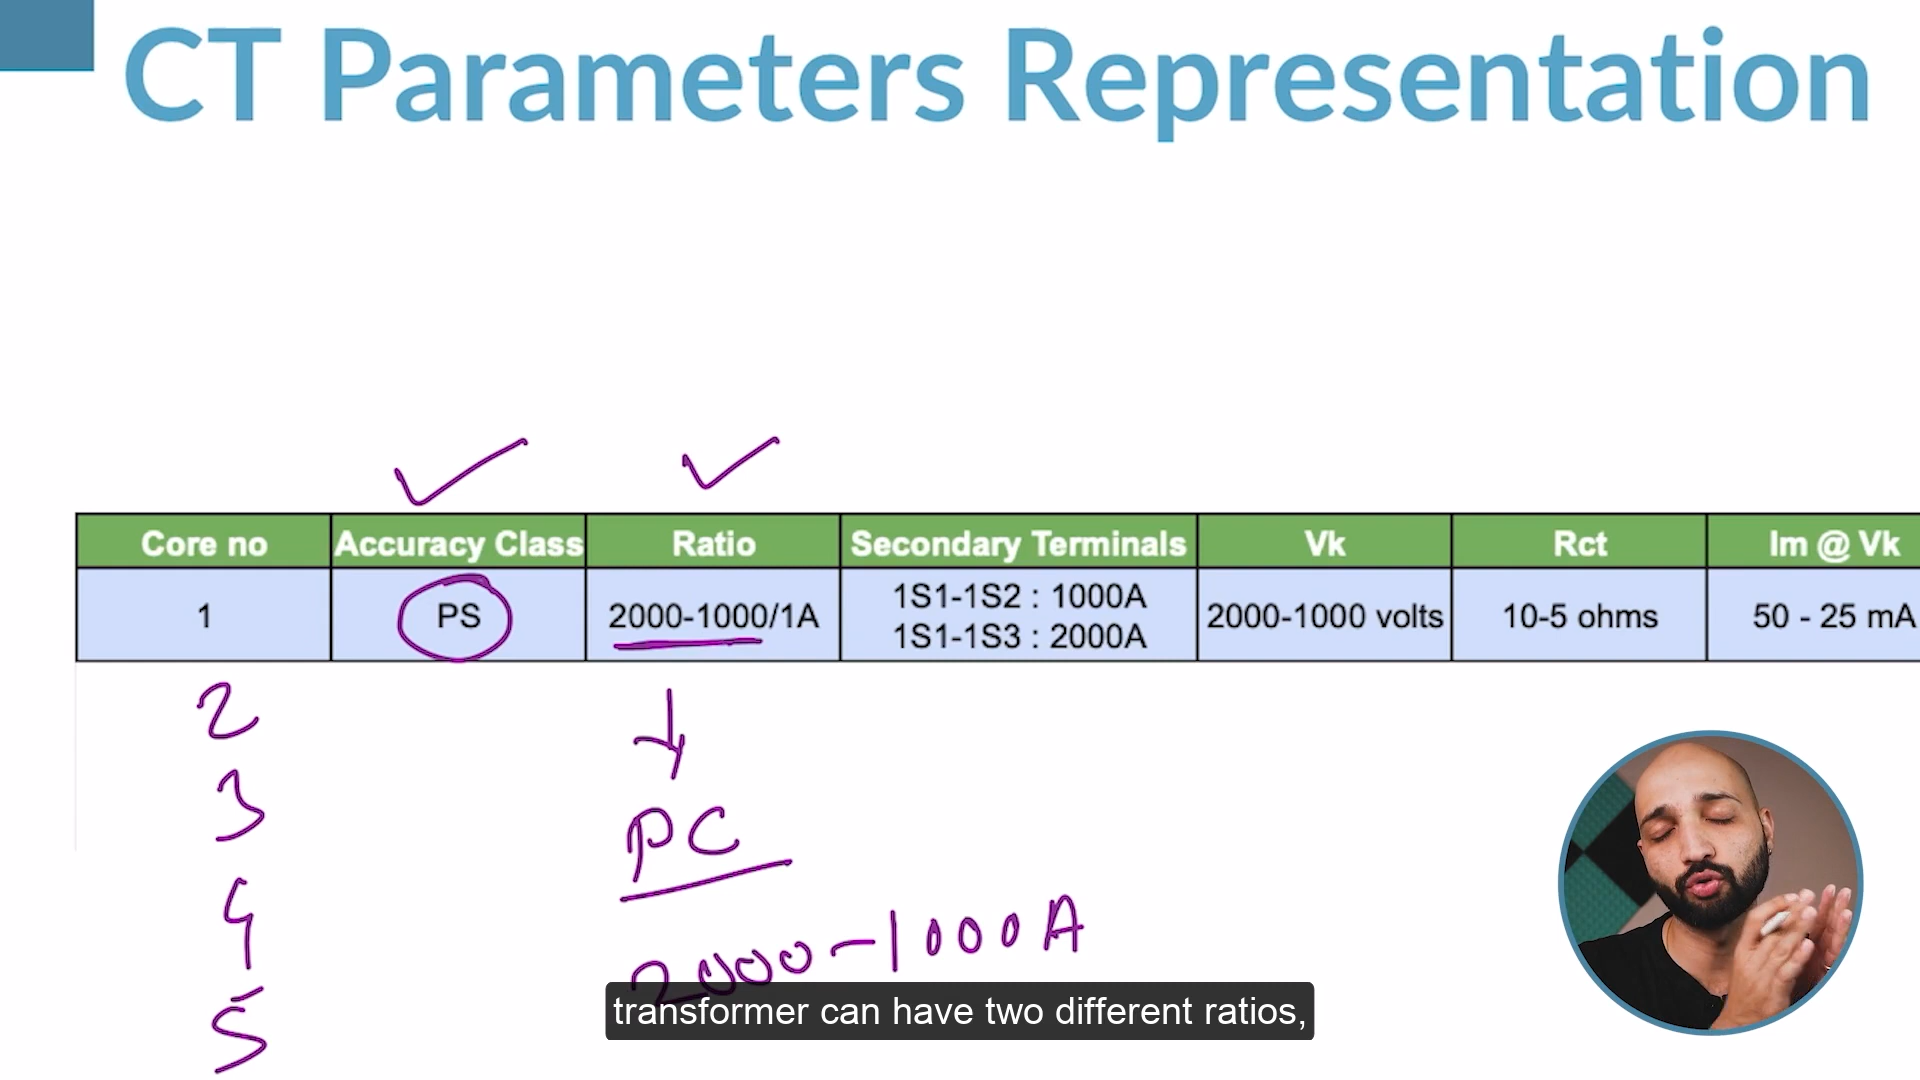 CT Parameters Representation
Core no Accuracy Class Ratio Secondary Terminals Vk Rct Im @ Vk
1 PS 2000-1000/1A 1S1-1S2 : 1000A 2000-1000 volts 10-5 ohms 50 - 25 mA
1S1-1S3 : 2000A
2
3
PC
4
2000-1000A
5
transformer can have two different ratios,